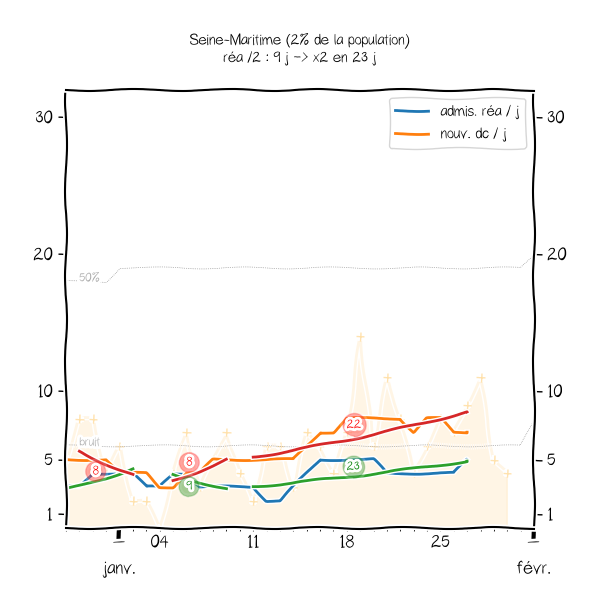 Seine-Maritime (2% de la population)
réa /2 : 9 j -> x2 en 23 j
admis. réa / j
nouv. dc / j
30
30
20
20
50%
10
10
22
bruit
8
8
23
5
5
9
1
1
04
11
18
25
janv.
févr.